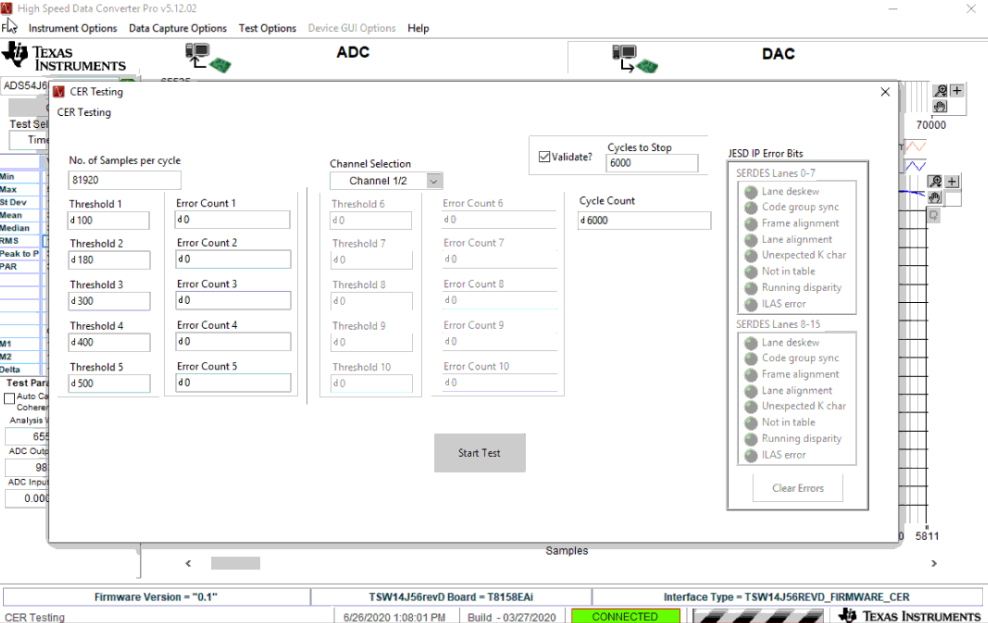 High Speed Data Converter Pro v5.12.02
File Instrument Options Data Capture Options Test Options Device GUI Options Help
TEXAS INSTRUMENTS
ADC
DAC
ADS54J6
65535
CER Testing
CER Testing
Test Sel
Time
70000
No. of Samples per cycle
81920
Channel Selection
Channel 1/2
Validate?
Cycles to Stop
6000
Cycle Count
d 6000
Threshold 1 Error Count 1
d 100 d 0
Threshold 2 Error Count 2
d 180 d 0
Threshold 3 Error Count 3
d 300 d 0
Threshold 4 Error Count 4
d 400 d 0
Threshold 5 Error Count 5
d 500 d 0
Threshold 6 Error Count 6
d 0 d 0
Threshold 7 Error Count 7
d 0 d 0
Threshold 8 Error Count 8
d 0 d 0
Threshold 9 Error Count 9
d 0 d 0
Threshold 10 Error Count 10
d 0 d 0
Start Test
JESD IP Error Bits
SERDES Lanes 0-7
Lane deskew
Code group sync
Frame alignment
Lane alignment
Unexpected K char
Not in table
Running disparity
ILAS error
SERDES Lanes 8-15
Lane deskew
Code group sync
Frame alignment
Lane alignment
Unexpected K char
Not in table
Running disparity
ILAS error
Clear Errors
Min
Max
St Dev
Mean
Median
RMS
Peak to P
PAR
M1
M2
Delta
Test Para
Auto Ca
Coheren
Analysis W
655
ADC Outp
98
ADC Input
0.000
0 5811
Samples
Firmware Version = "0.1" TSW14J56revD Board = T8158EAi Interface Type = TSW14J56REVD_FIRMWARE_CER
CER Testing 6/26/2020 1:08:01 PM Build - 03/27/2020 CONNECTED TEXAS INSTRUMENTS